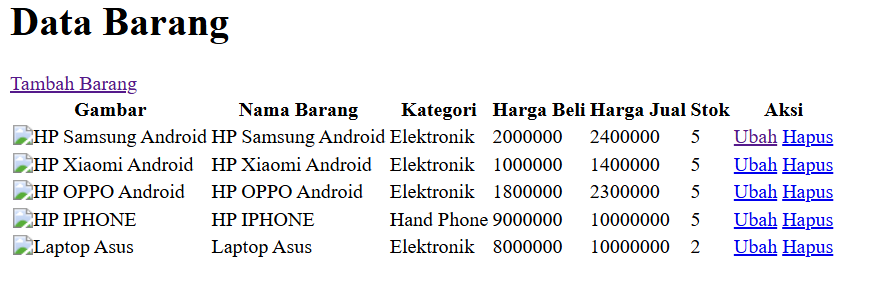 Data Barang
Tambah Barang
Gambar Nama Barang Kategori Harga Beli Harga Jual Stok Aksi
HP Samsung Android HP Samsung Android Elektronik 2000000 2400000 5 Ubah Hapus
HP Xiaomi Android HP Xiaomi Android Elektronik 1000000 1400000 5 Ubah Hapus
HP OPPO Android HP OPPO Android Elektronik 1800000 2300000 5 Ubah Hapus
HP IPHONE HP IPHONE Hand Phone 9000000 10000000 5 Ubah Hapus
Laptop Asus Laptop Asus Elektronik 8000000 10000000 2 Ubah Hapus